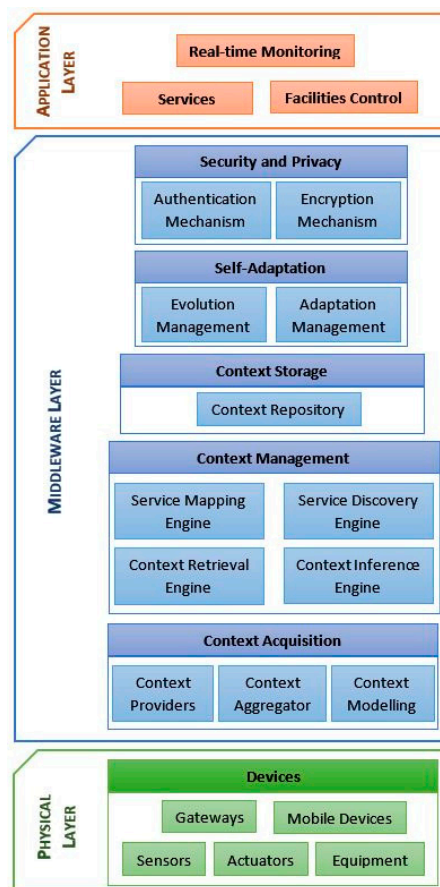 APPLICATION
LAYER
Real-time Monitoring
Services
Facilities Control
MIDDLEWARE LAYER
Security and Privacy
Authentication
Mechanism
Encryption
Mechanism
Self-Adaptation
Evolution
Management
Adaptation
Management
Context Storage
Context Repository
Context Management
Service Mapping
Engine
Service Discovery
Engine
Context Retrieval
Engine
Context Inference
Engine
Context Acquisition
Context
Providers
Context
Aggregator
Context
Modelling
PHYSICAL
LAYER
Devices
Gateways
Mobile Devices
Sensors
Actuators
Equipment